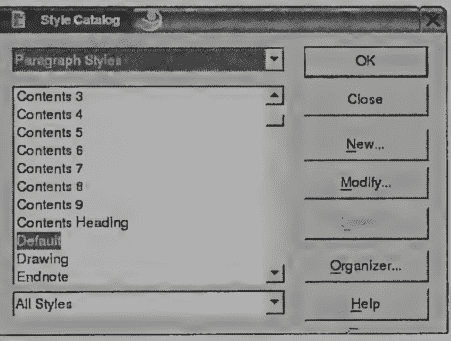 Style Catalog
Paragraph Styles
Contents 3
Contents 4
Contents 5
Contents 6
Contents 7
Contents 8
Contents 9
Contents Heading
Default
Drawing
Endnote
All Styles
OK
Close
New...
Modify...
Organizer...
Help